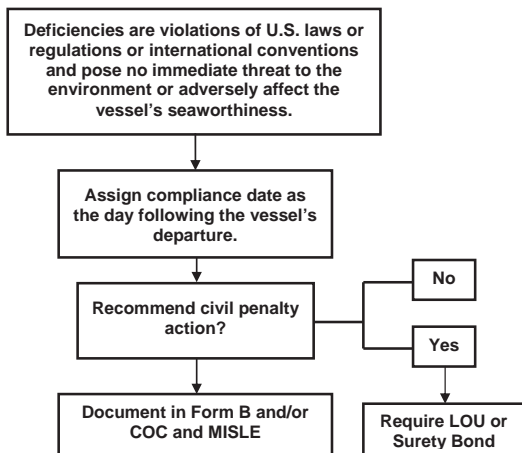 Deficiencies are violations of U.S. laws or
regulations or international conventions
and pose no immediate threat to the
environment or adversely affect the
vessel’s seaworthiness.
Assign compliance date as
the day following the vessel’s
departure.
Recommend civil penalty
action?
No
Yes
Document in Form B and/or
COC and MISLE
Require LOU or
Surety Bond